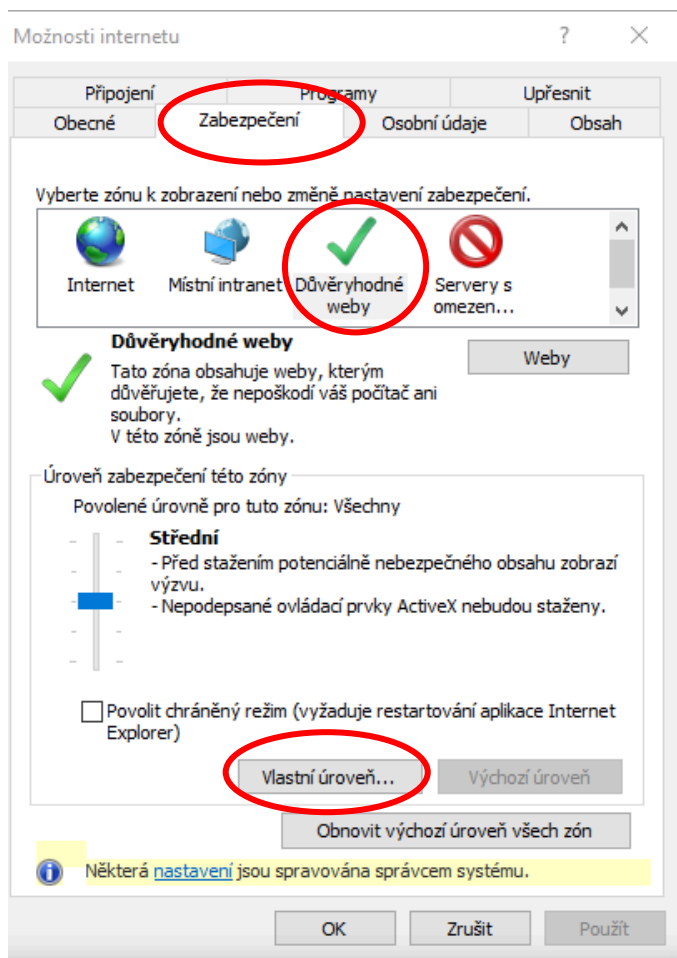 Možnosti internetu ?
Připojení Programy Upřesnit
Obecné Zabezpečení Osobní údaje Obsah
Vyberte zónu k zobrazení nebo změně nastavení zabezpečení.
Internet Místní intranet Důvěryhodné weby Servery s omezen...
Důvěryhodné weby
Weby
Tato zóna obsahuje weby, kterým
důvěřujete, že nepoškodí váš počítač ani
soubory.
V této zóně jsou weby.
Úroveň zabezpečení této zóny
Povolené úrovně pro tuto zónu: Všechny
Střední
- Před stažením potenciálně nebezpečného obsahu zobrazí
výzvu.
- Nepodepsané ovládací prvky ActiveX nebudou staženy.
Povolit chráněný režim (vyžaduje restartování aplikace Internet
Explorer)
Vlastní úroveň... Výchozí úroveň
Obnovit výchozí úroveň všech zón
Některá nastavení jsou spravována správcem systému.
OK Zrušit Použít